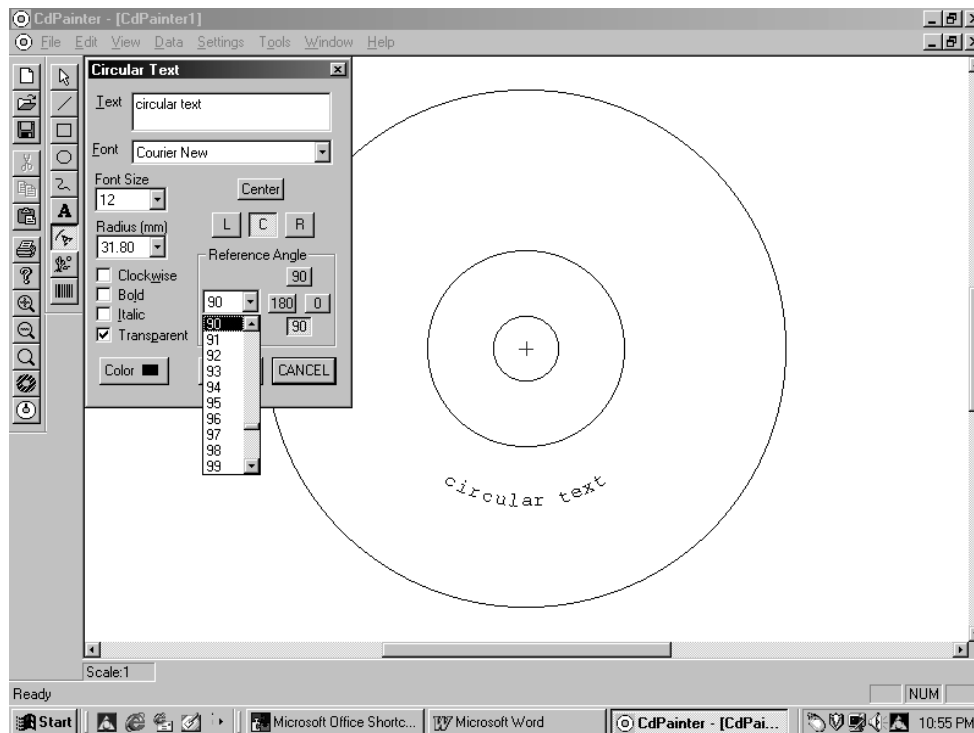 CdPainter - [CdPainter1]
File Edit View Data Settings Tools Window Help
Circular Text
Text circular text
Font Courier New
Font Size
12
Center
Radius (mm)
31.80
L C R
Reference Angle
90
90 180 0
90
Clockwise
Bold
Italic
Transparent
Color
CANCEL
90
91
92
93
94
95
96
97
98
99
A
circular text
Scale:1
Ready
NUM
Start
Microsoft Office Shortc...
Microsoft Word
CdPainter - [CdPai...
10:55 PM